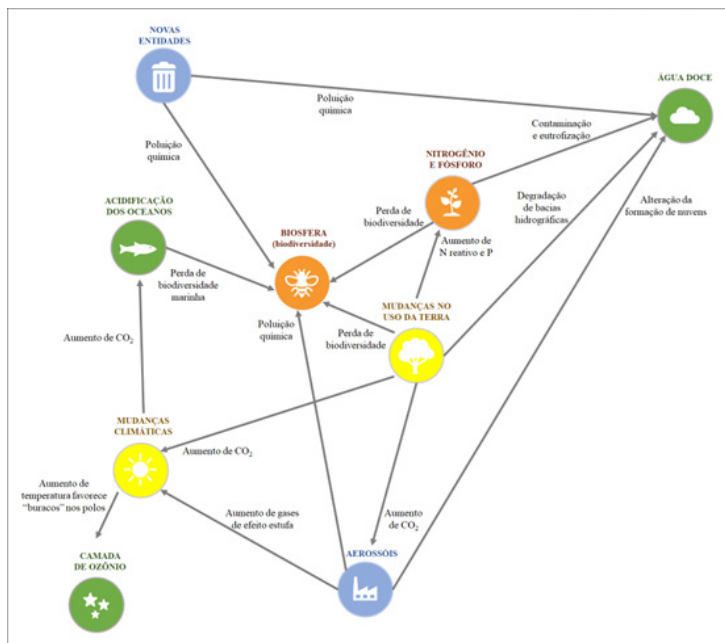 NOVAS
ENTIDADES
ÁGUA DOCE
Poluição
química
Contaminação
e eutrofização
Poluição
química
NITROGÊNIO
E FÓSFORO
ACIDIFICAÇÃO
DOS OCEANOS
Degradação
de bacias
hidrográficas
Alteração da
formação de nuvens
Perda de
biodiversidade
BIOSFERA
(biodiversidade)
Aumento de
N reativo e P
Perda de
biodiversidade
marinha
MUDANÇAS NO
USO DA TERRA
Poluição
química
Perda de
biodiversidade
Aumento de CO2
MUDANÇAS
CLIMÁTICAS
Aumento de CO2
Aumento de
temperatura favorece
“buracos” nos polos
Aumento de gases
de efeito estufa
Aumento
de CO2
CAMADA
DE OZÔNIO
AEROSSÓIS